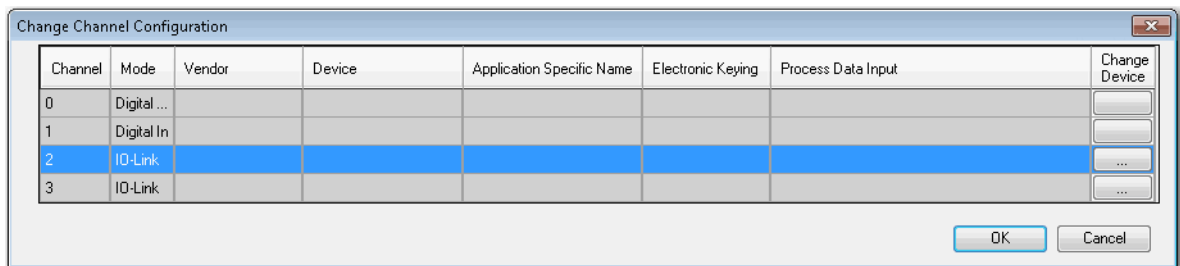 Change Channel Configuration
Channel Mode Vendor Device Application Specific Name Electronic Keying Process Data Input Change Device
0 Digital ...
1 Digital In
2 IO-Link ...
3 IO-Link ...
OK Cancel